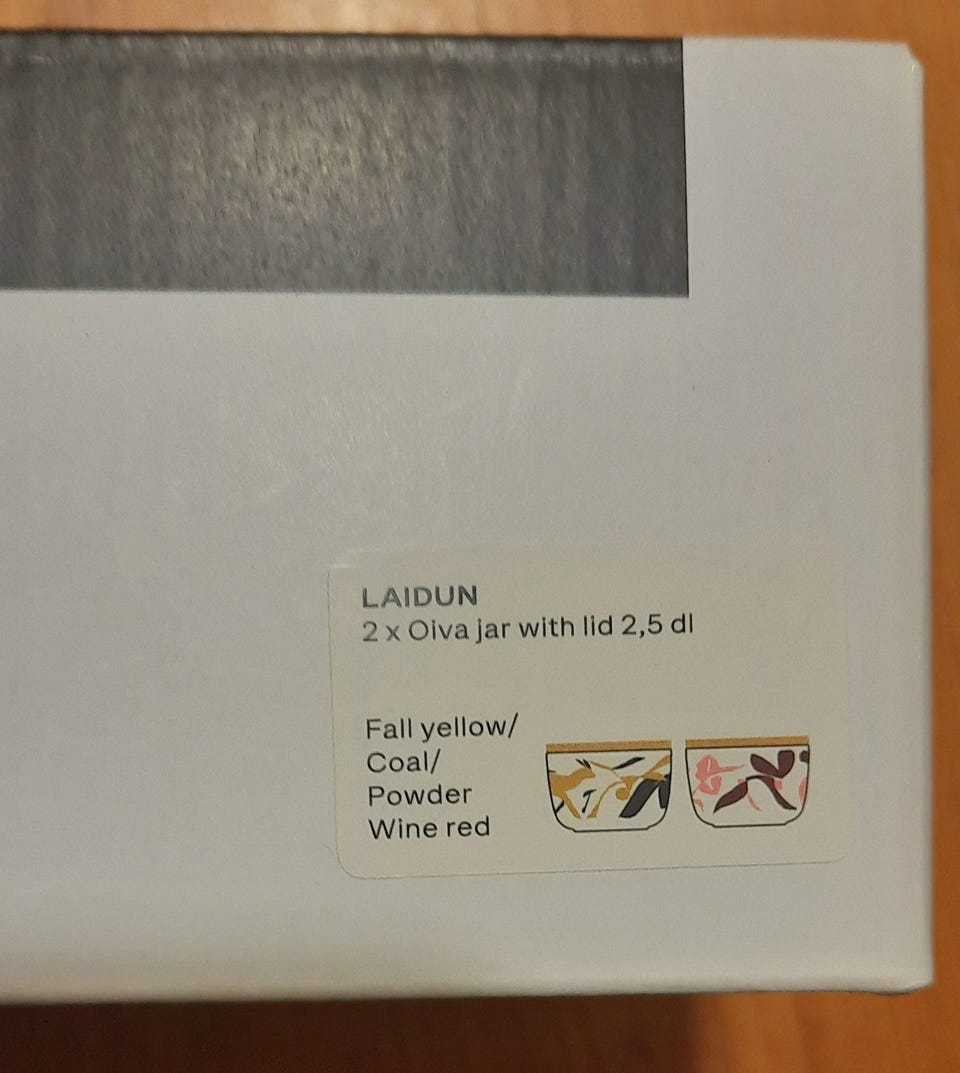 LAIDUN
2 x Oiva jar with lid 2,5 dl
Fall yellow/
Coal/
Powder
Wine red